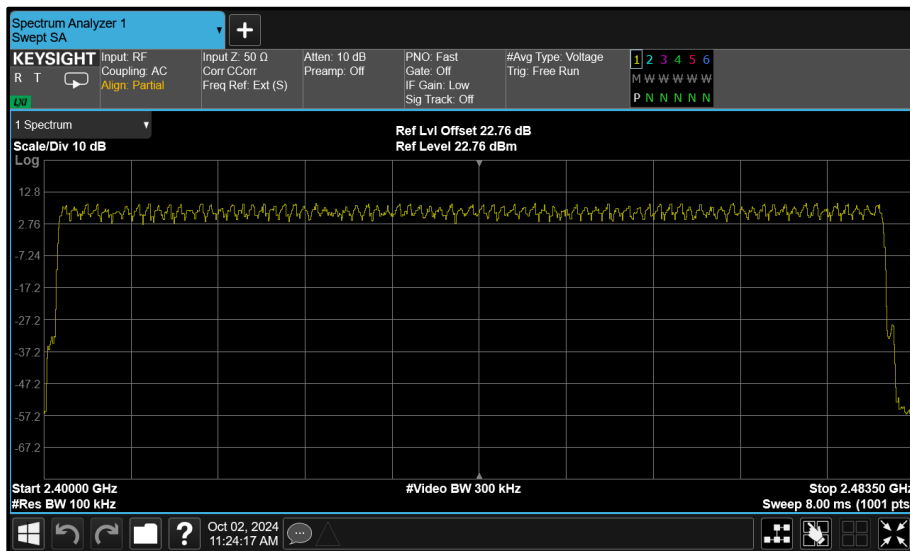 Spectrum Analyzer 1
Swept SA
+
KEYSIGHT
R T
LXI
Input: RF
Coupling: AC
Align: Partial
Input Z: 50 Ω
Corr CCorr
Freq Ref: Ext (S)
Atten: 10 dB
Preamp: Off
PNO: Fast
Gate: Off
IF Gain: Low
Sig Track: Off
#Avg Type: Voltage
Trig: Free Run
1 2 3 4 5 6
M W W W W W
P N N N N N
1 Spectrum
Scale/Div 10 dB
Ref Lvl Offset 22.76 dB
Ref Level 22.76 dBm
Log
12.8
2.76
-7.24
-17.2
-27.2
-37.2
-47.2
-57.2
-67.2
Start 2.40000 GHz
#Res BW 100 kHz
#Video BW 300 kHz
Stop 2.48350 GHz
Sweep 8.00 ms (1001 pts
?
Oct 02, 2024
11:24:17 AM